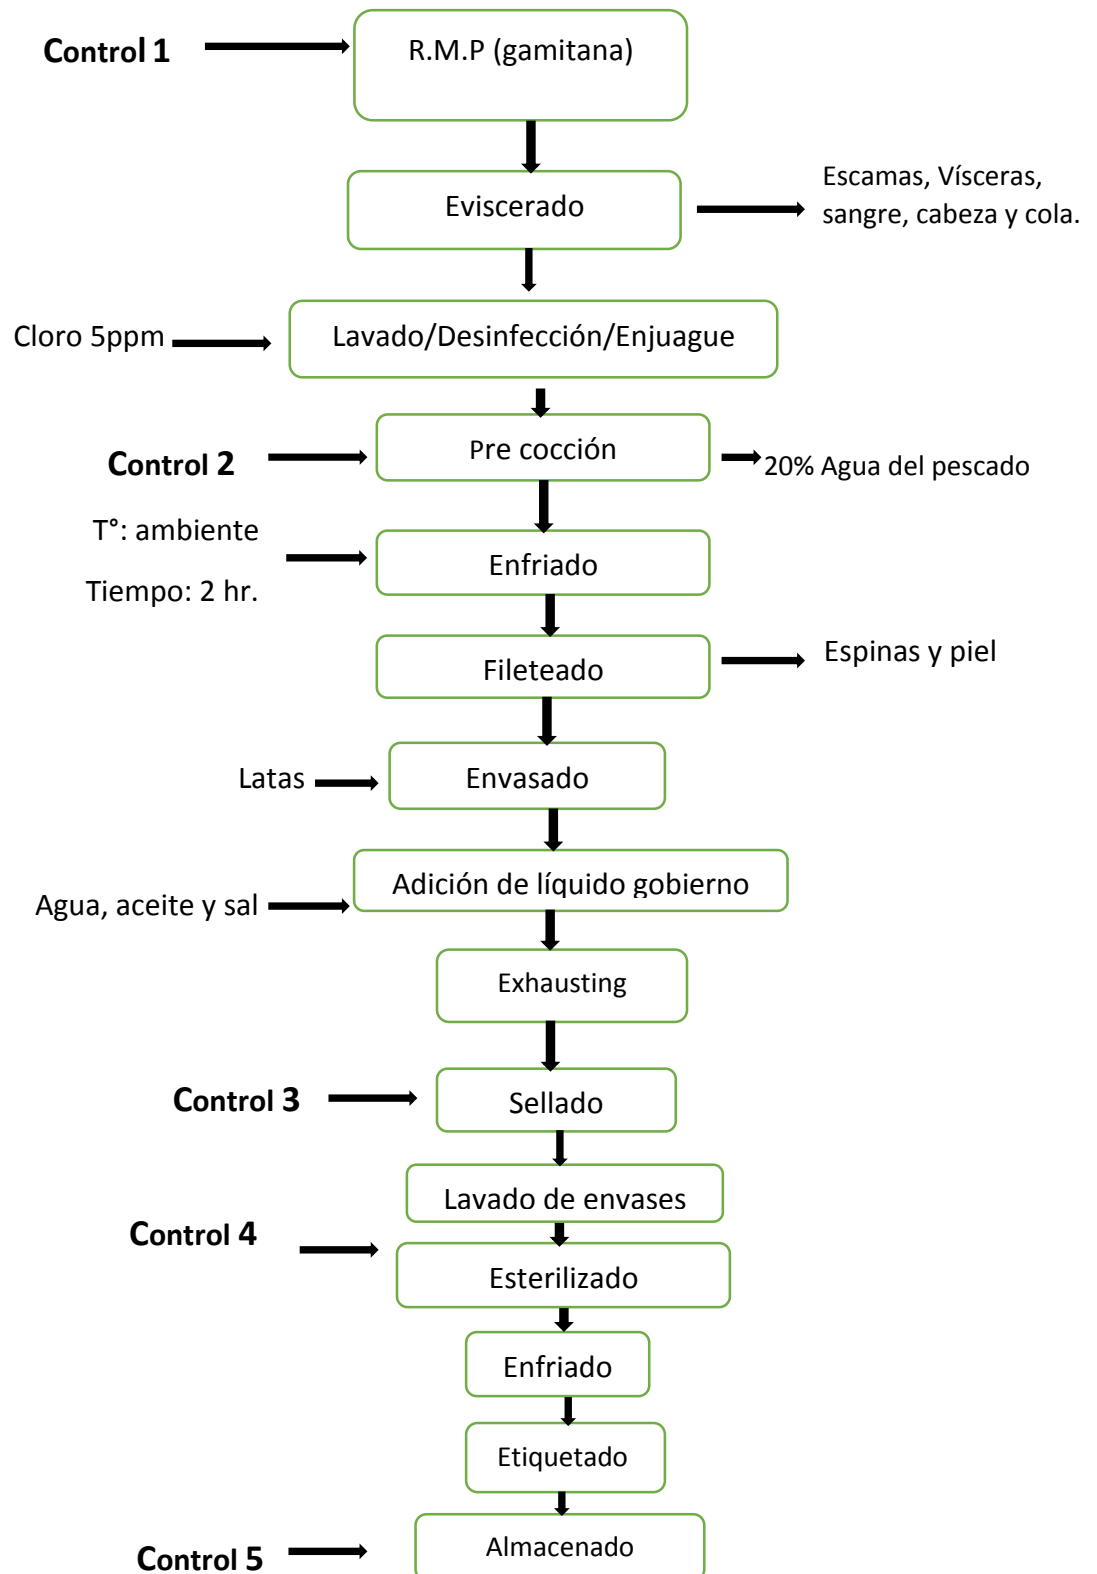 Control 1
R.M.P (gamitana)
Eviscerado
Escamas, Vísceras,
sangre, cabeza y cola.
Cloro 5ppm
Lavado/Desinfección/Enjuague
Control 2
Pre cocción
20% Agua del pescado
T°: ambiente
Tiempo: 2 hr.
Enfriado
Fileteado
Espinas y piel
Latas
Envasado
Adición de líquido gobierno
Agua, aceite y sal
Exhausting
Control 3
Sellado
Lavado de envases
Control 4
Esterilizado
Enfriado
Etiquetado
Control 5
Almacenado